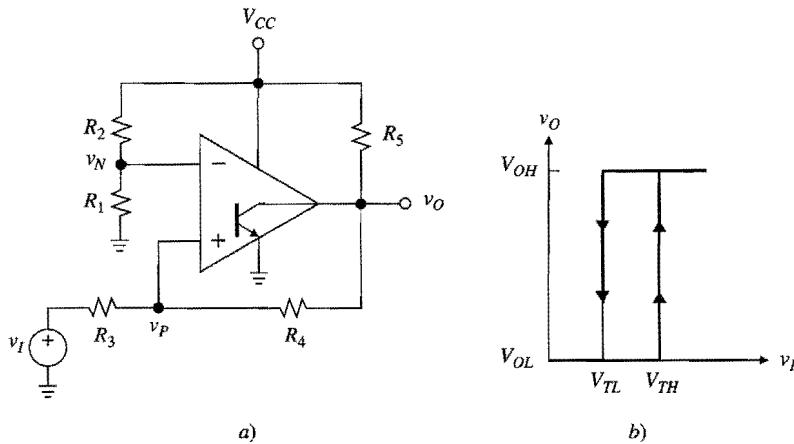 V_CC
R_2
R_5
v_N
R_1
−
+
v_O
R_3
v_P
R_4
v_I
+
a)
v_O
V_OH
V_OL
V_TL
V_TH
v_I
b)